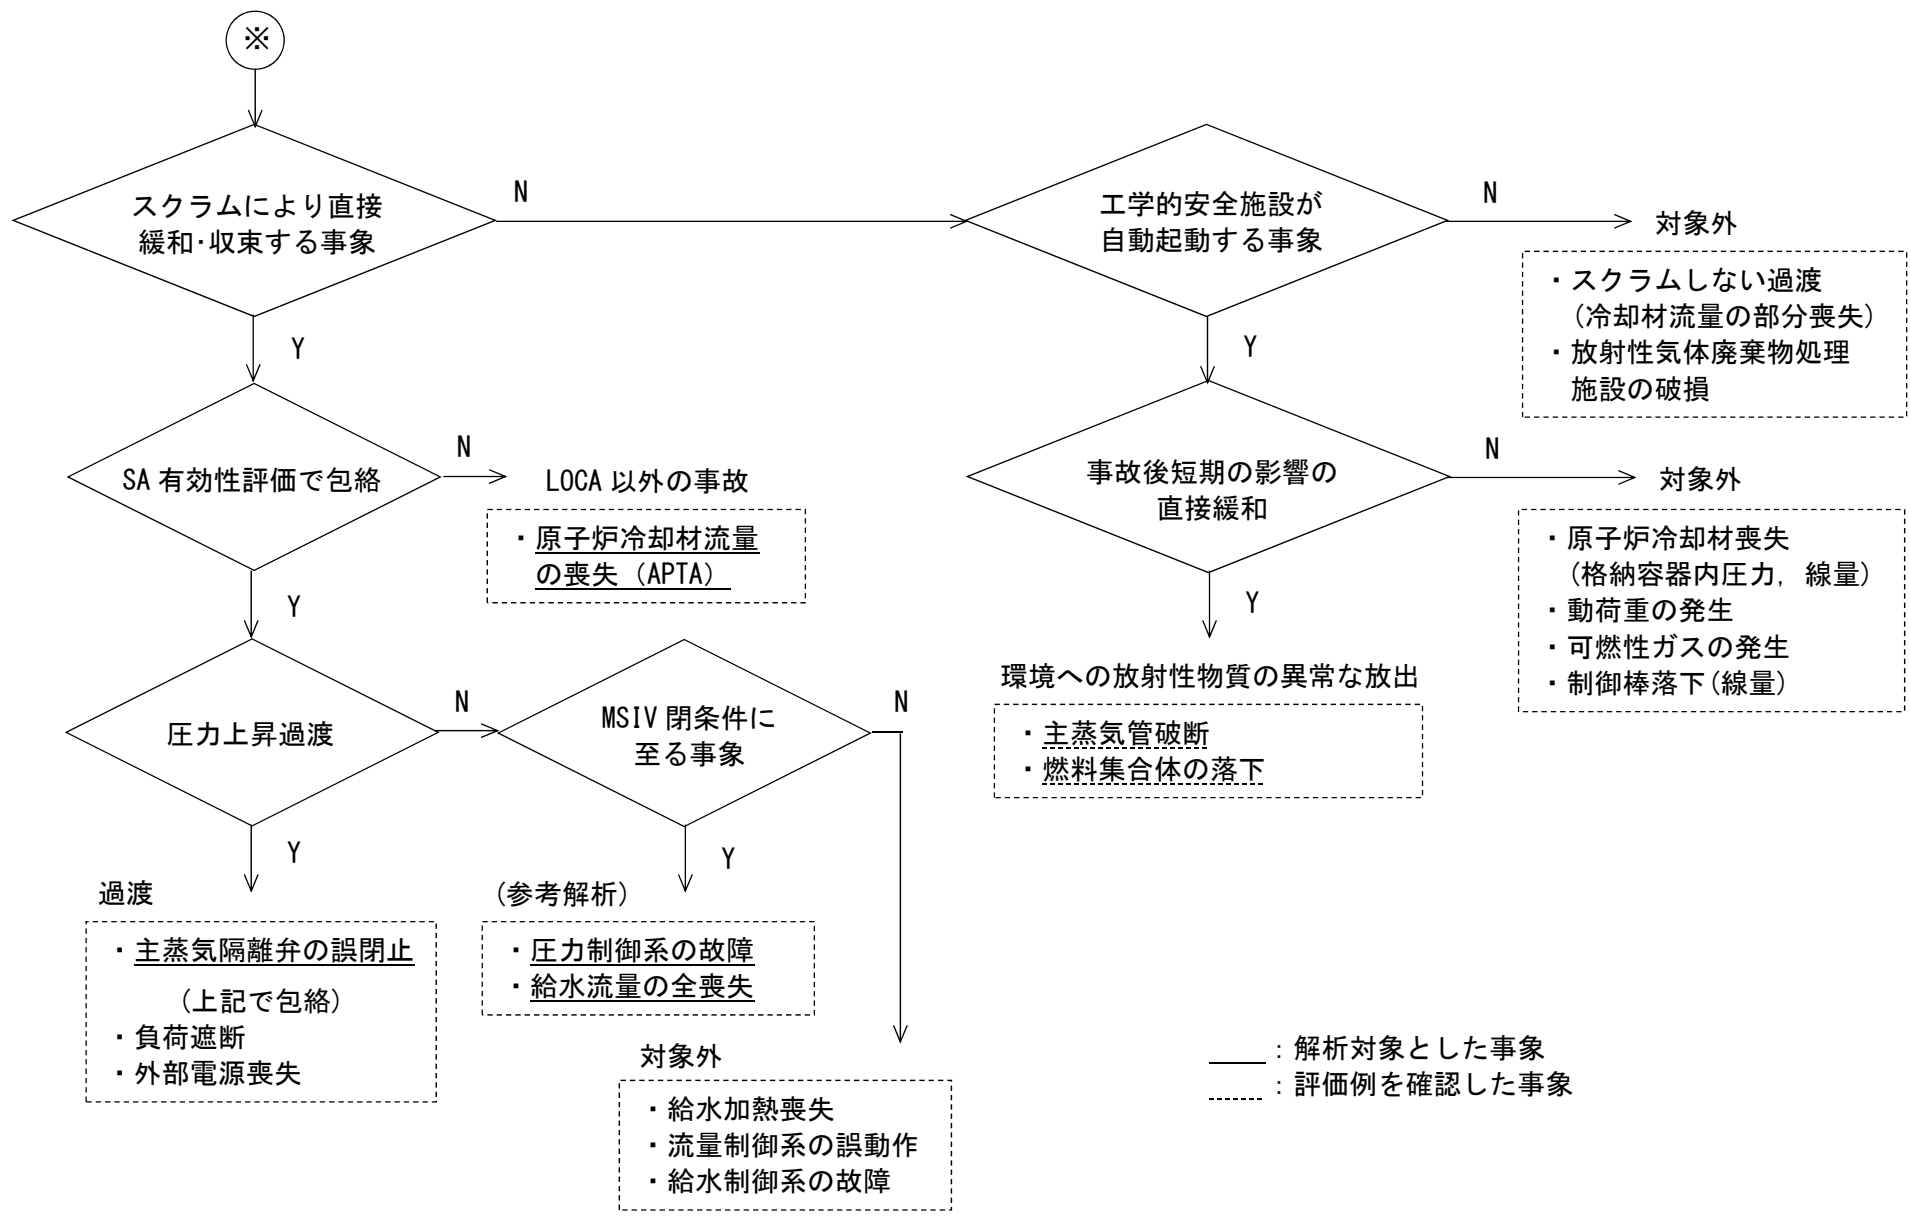 ※
スクラムにより直接
緩和･収束する事象
N
工学的安全施設が
自動起動する事象
N
対象外
・スクラムしない過渡
(冷却材流量の部分喪失)
・放射性気体廃棄物処理
施設の破損
Y
Y
SA 有効性評価で包絡
N
LOCA 以外の事故
・原子炉冷却材流量
の喪失 (APTA)
事故後短期の影響の
直接緩和
N
対象外
・原子炉冷却材喪失
(格納容器内圧力, 線量)
・動荷重の発生
・可燃性ガスの発生
・制御棒落下(線量)
Y
Y
環境への放射性物質の異常な放出
・主蒸気管破断
・燃料集合体の落下
圧力上昇過渡
N
MSIV 閉条件に
至る事象
N
Y
Y
過渡
・主蒸気隔離弁の誤閉止
(上記で包絡)
・負荷遮断
・外部電源喪失
(参考解析)
・圧力制御系の故障
・給水流量の全喪失
対象外
・給水加熱喪失
・流量制御系の誤動作
・給水制御系の故障
：解析対象とした事象
：評価例を確認した事象